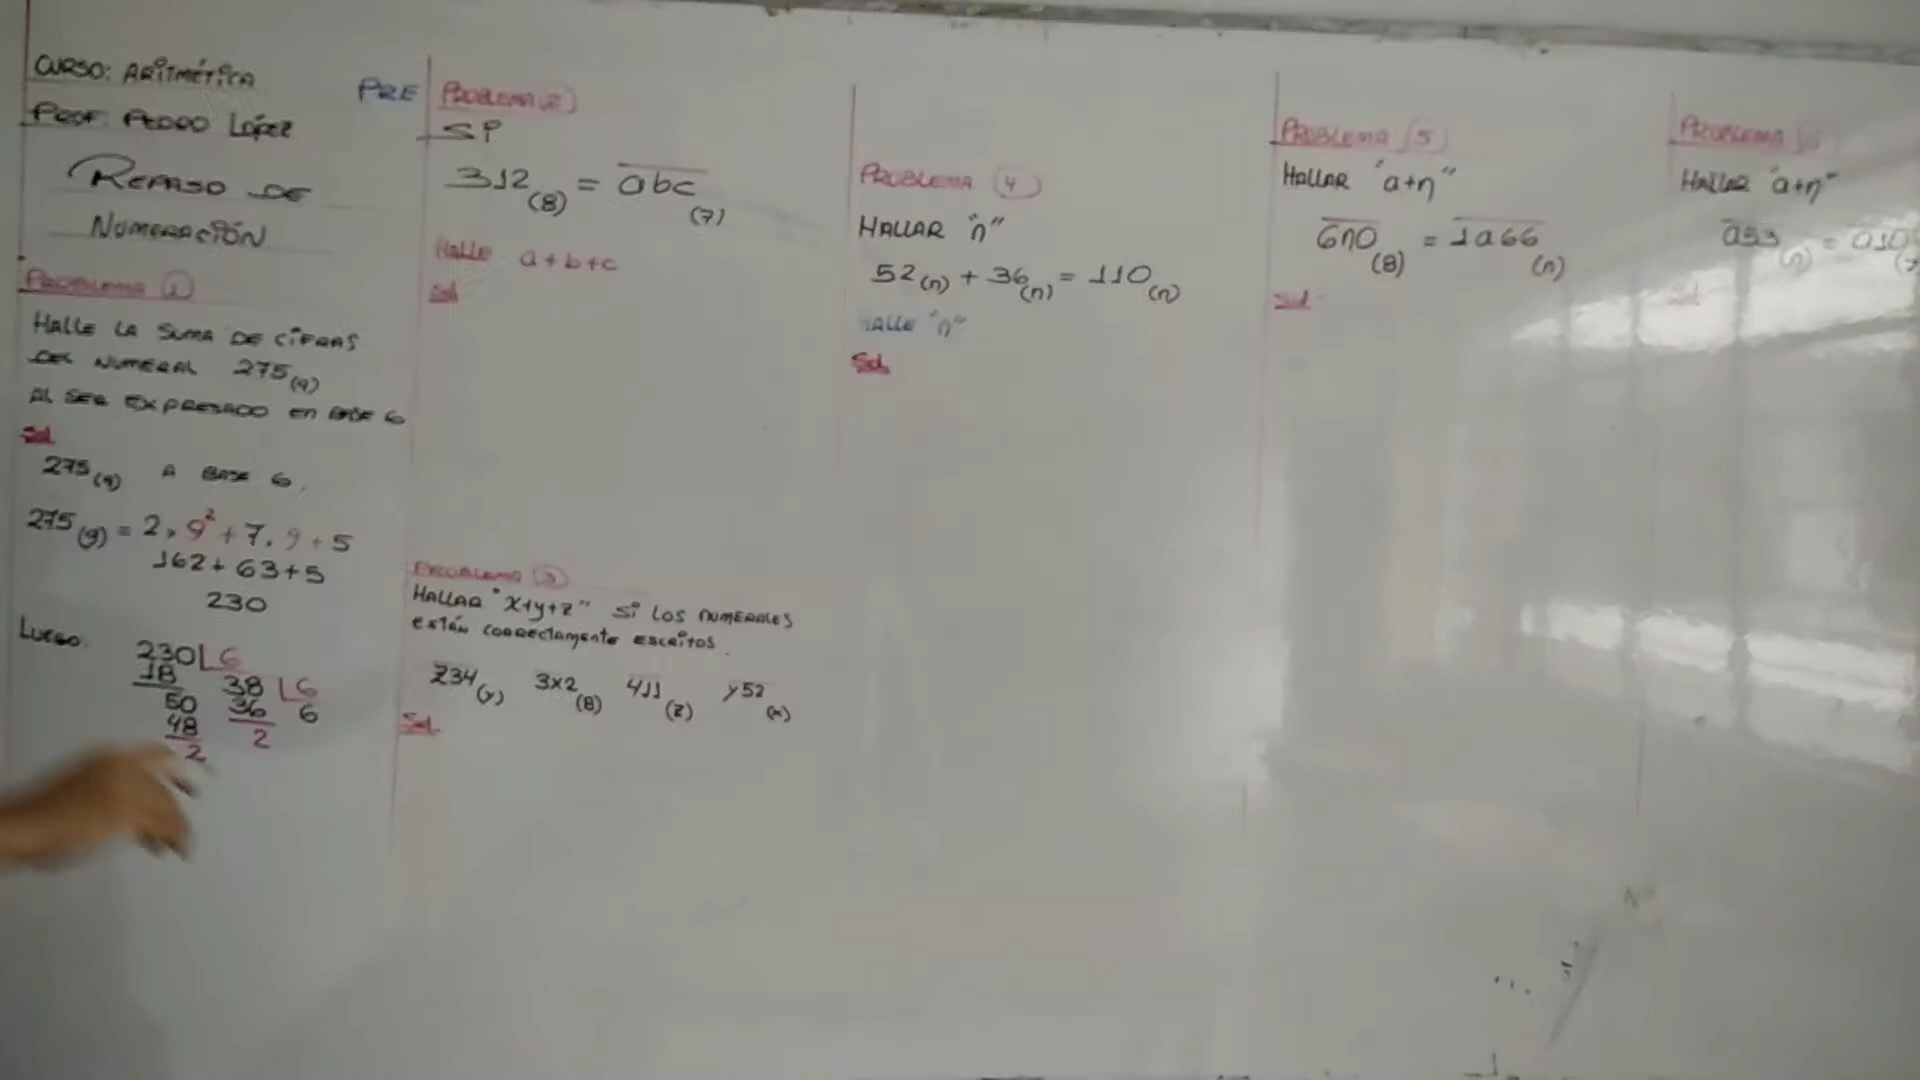 CURSO: ARITMÉTICA
PROF: PEDRO LÓPEZ
REPASO DE
NUMERACIÓN
PROBLEMA 1
HALLE LA SUMA DE CIFRAS
DEL NUMERAL 275(9)
AL SER EXPRESADO EN BASE 6
Sol
275(9) A BASE 6.
275(9) = 2.9² + 7.9 + 5
162 + 63 + 5
230
LUEGO.
230 6
18 38 6
50 36 6
48 2
2
PRE
PROBLEMA (2)
Si
312(8) = abc(7)
Halle a+b+c
Sol
PROBLEMA 3
HALLAR "x+y+z" Si LOS NUMERALES
ESTÁN CORRECTAMENTE ESCRITOS.
z34(y) 3x2(8) 411(z) y52(x)
Sol.
PROBLEMA 4
HALLAR "n"
52(n) + 36(n) = 110(n)
HALLE "n"
Sol
PROBLEMA (5)
HALLAR "a+n"
6n0(8) = 1a66(n)
Sol.
PROBLEMA
HALLAR "a+n"
Sol